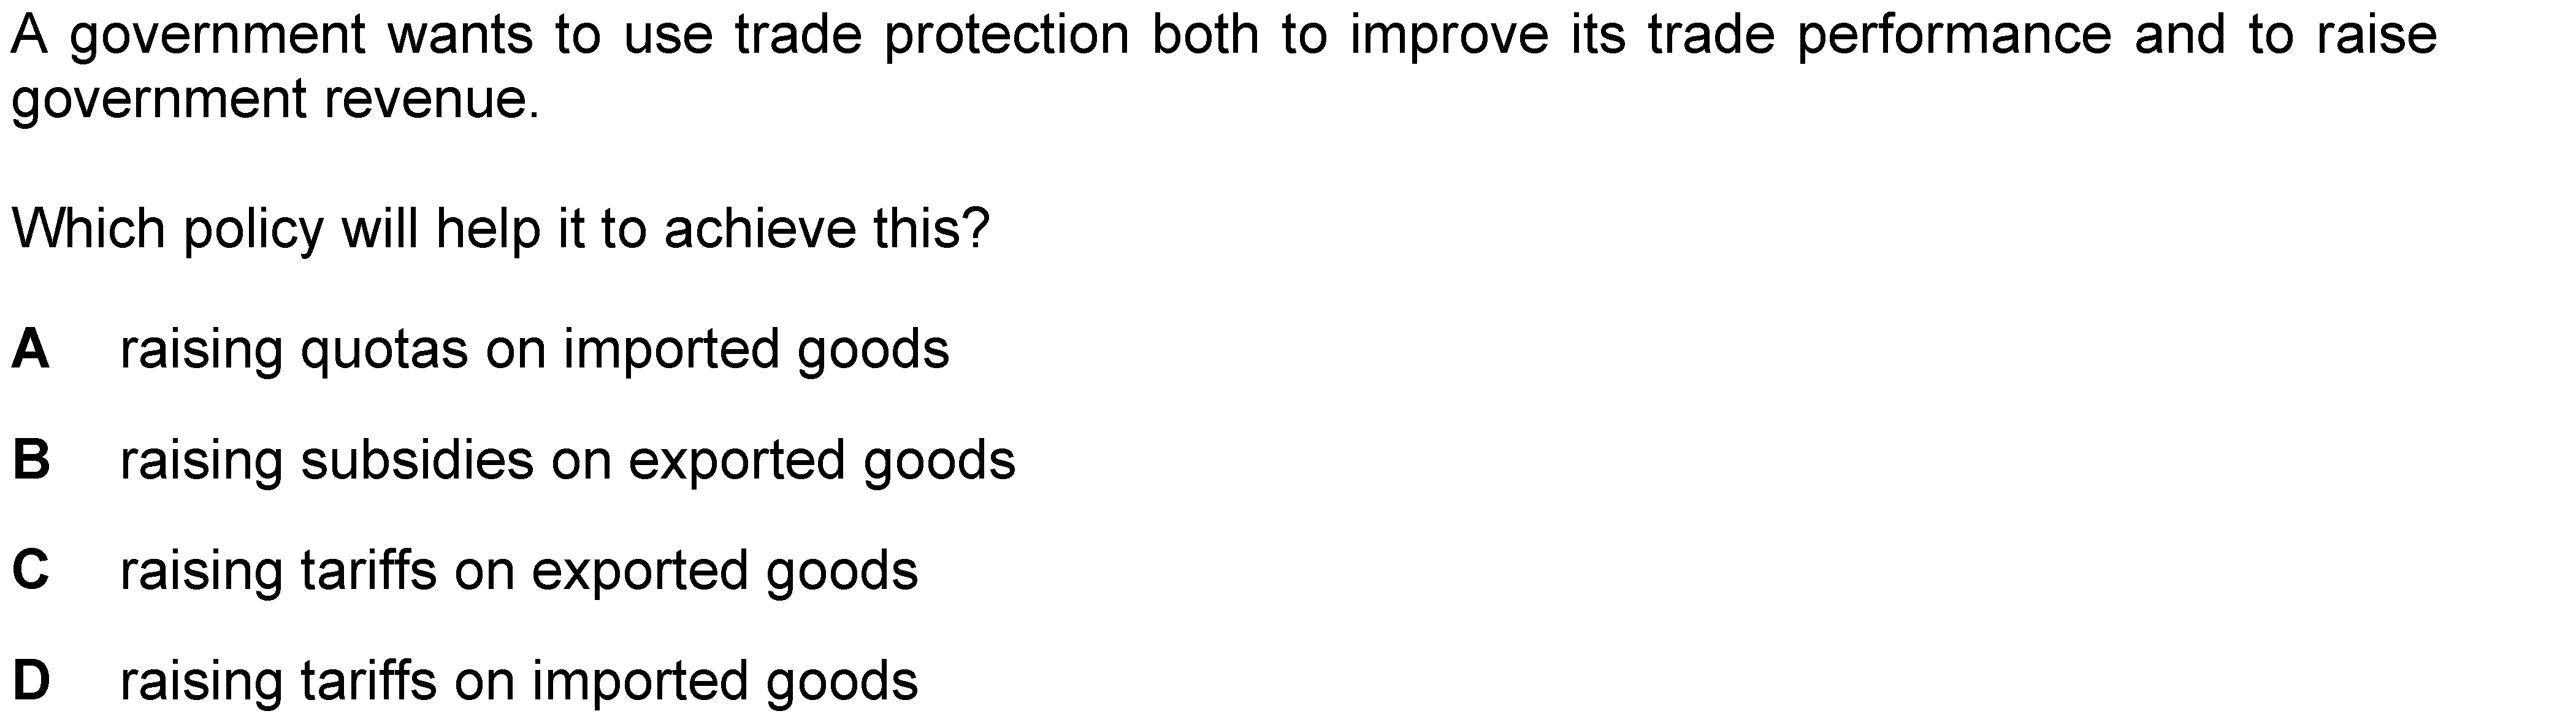 A government wants to use trade protection both to improve its trade performance and to raise
government revenue.
Which policy will help it to achieve this?
A raising quotas on imported goods
B raising subsidies on exported goods
C raising tariffs on exported goods
D raising tariffs on imported goods